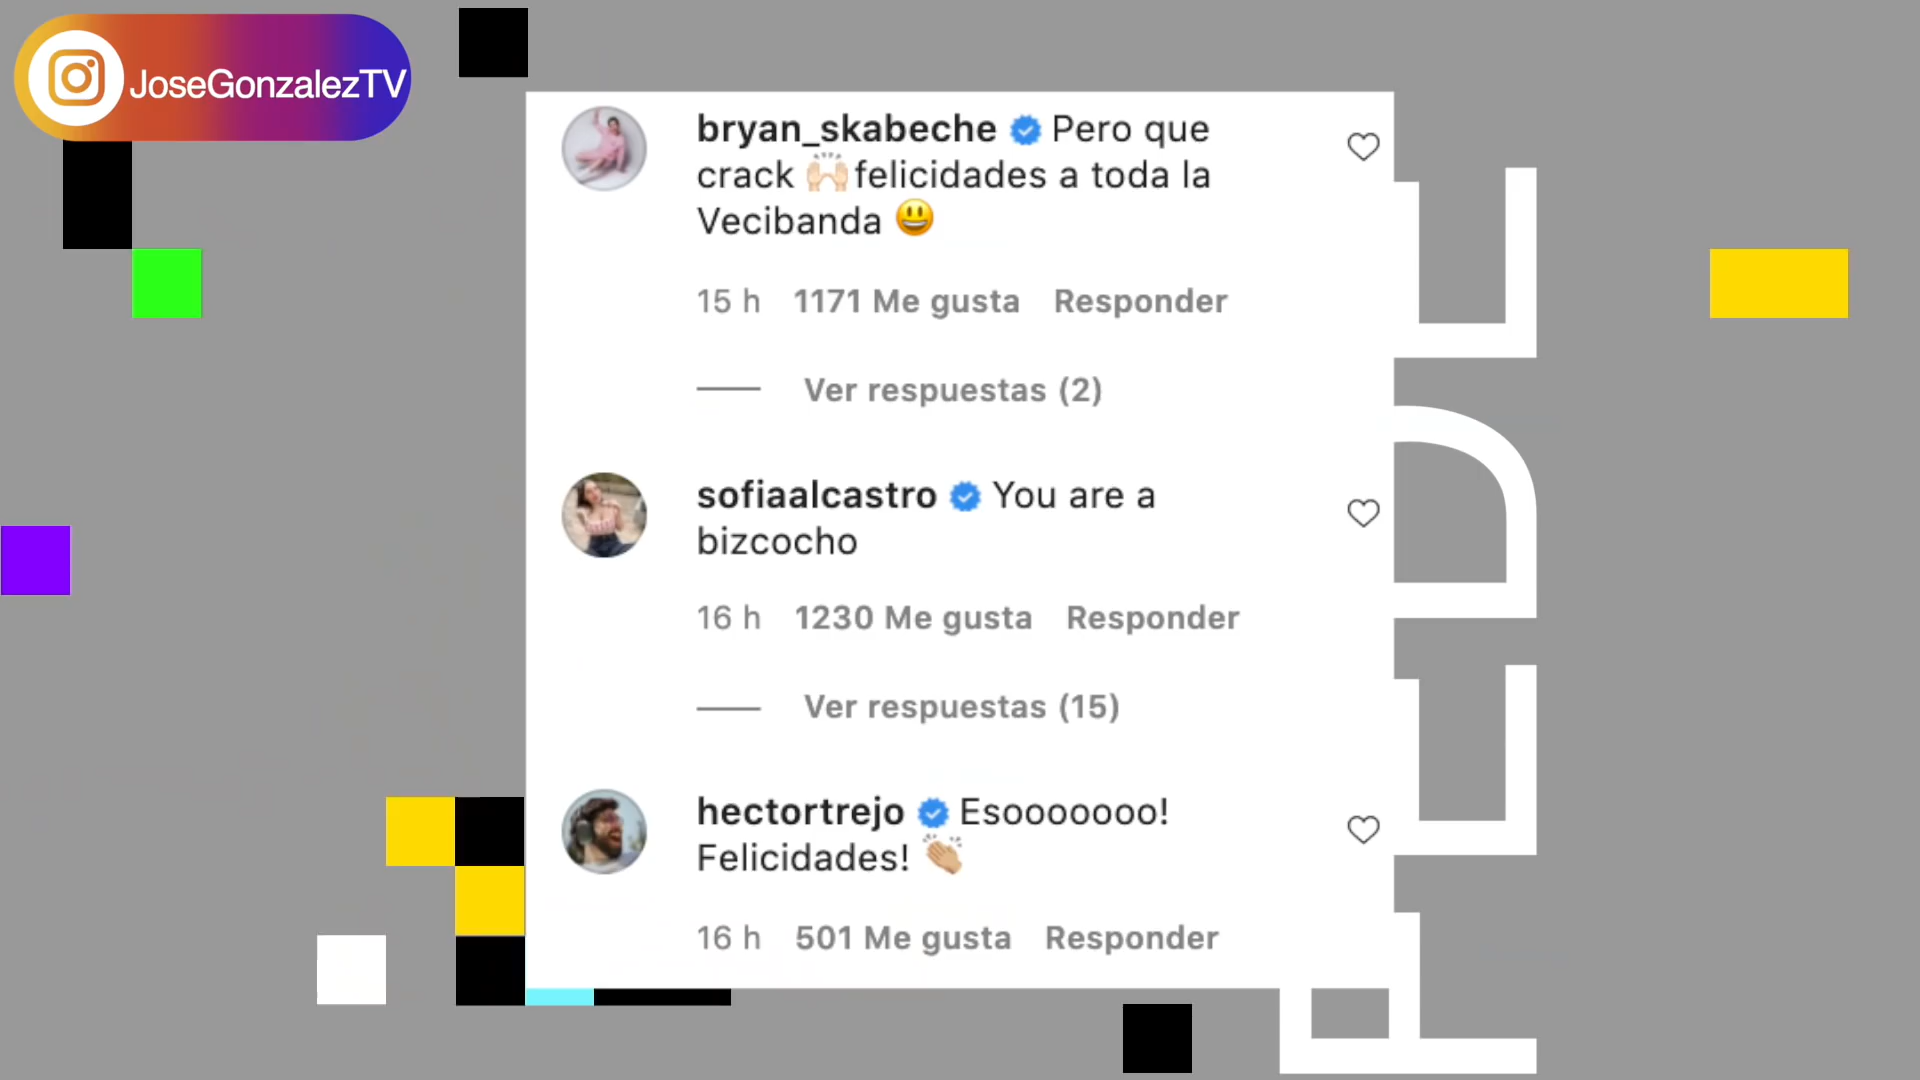 JoseGonzalezTV
bryan_skabeche Pero que
crack 🙌🏻 felicidades a toda la
Vecibanda 😃
15 h 1171 Me gusta Responder
Ver respuestas (2)
sofiaalcastro You are a
bizcocho
16 h 1230 Me gusta Responder
Ver respuestas (15)
hectortrejo Esooooooo!
Felicidades! 👏🏼
16 h 501 Me gusta Responder